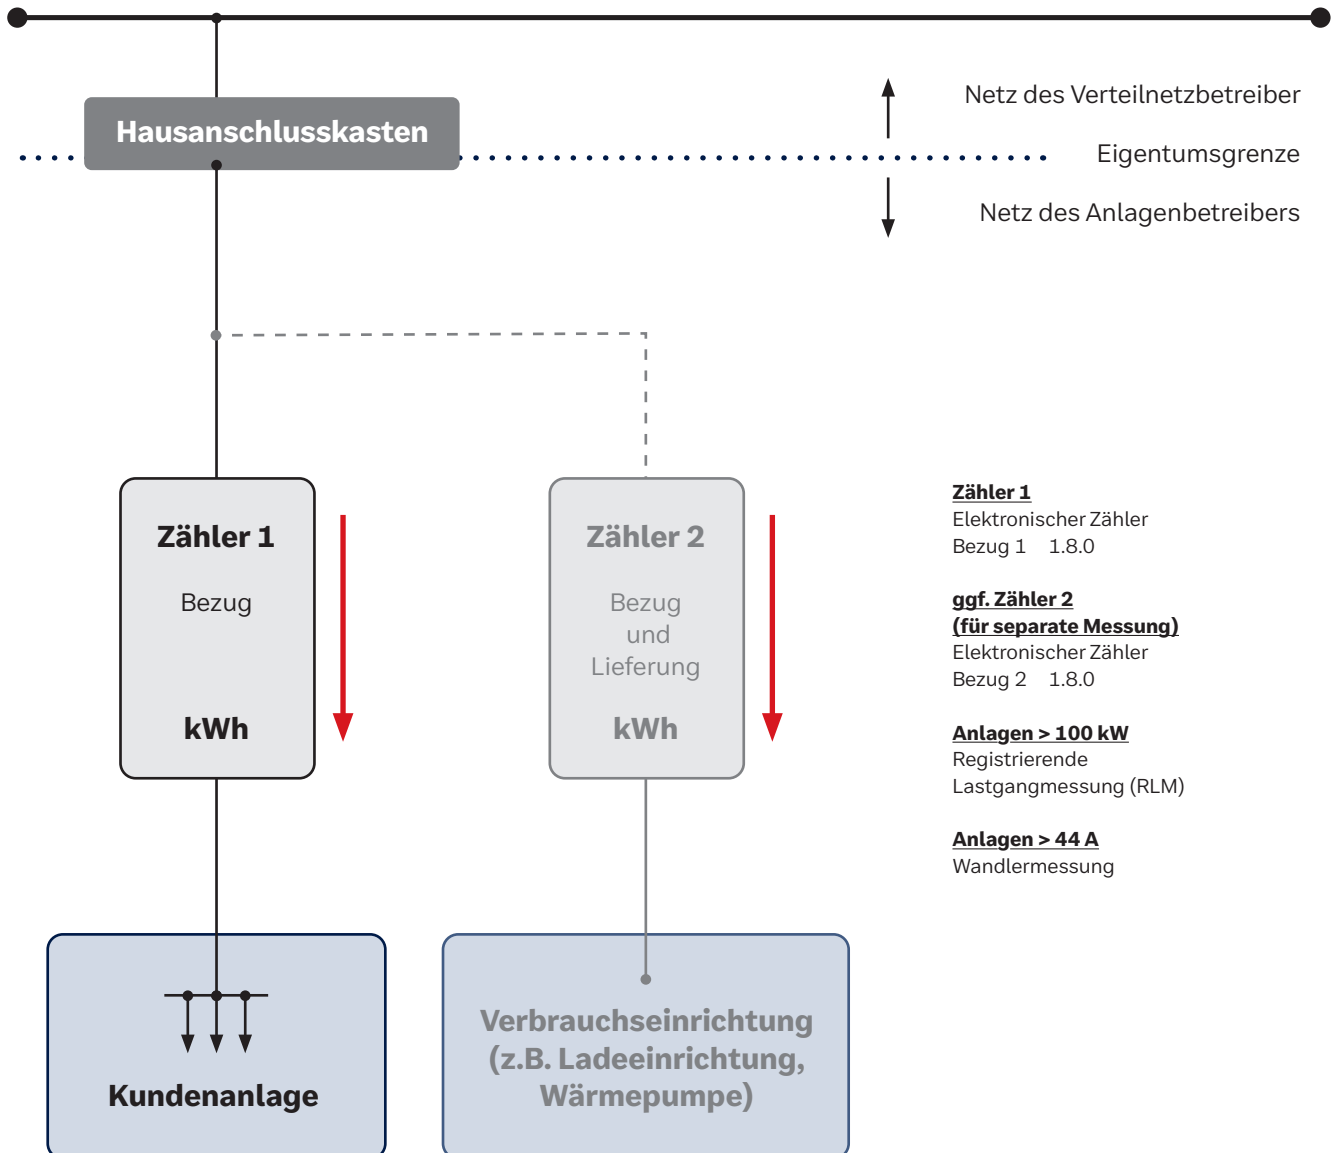 Hausanschlusskasten
Netz des Verteilnetzbetreiber
Eigentumsgrenze
Netz des Anlagenbetreibers
Zähler 1
Bezug
kWh
Zähler 2
Bezug
und
Lieferung
kWh
Zähler 1
Elektronischer Zähler
Bezug 1 1.8.0
ggf. Zähler 2
(für separate Messung)
Elektronischer Zähler
Bezug 2 1.8.0
Anlagen > 100 kW
Registrierende
Lastgangmessung (RLM)
Anlagen > 44 A
Wandlermessung
Kundenanlage
Verbrauchseinrichtung
(z.B. Ladeeinrichtung,
Wärmepumpe)